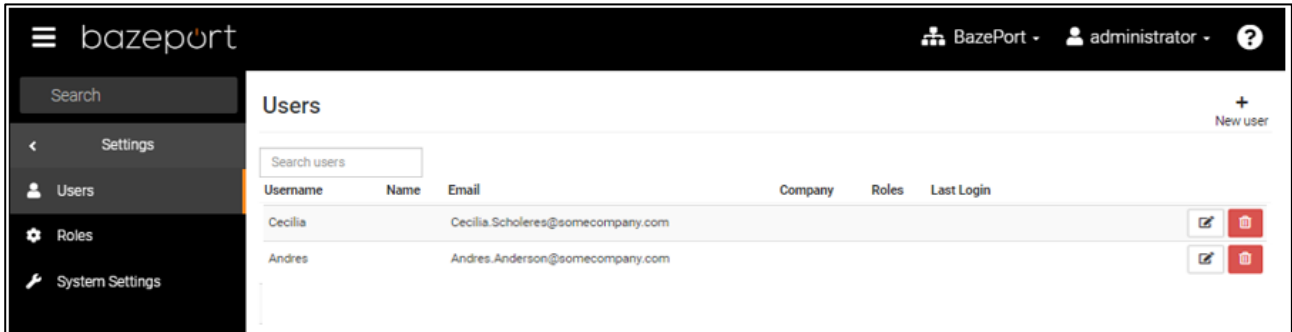 bazeport
BazePort
administrator
?
Search
Settings
Users
Roles
System Settings
Users
+
New user
Search users
Username Name Email Company Roles Last Login
Cecilia Cecilia.Scholeres@somecompany.com
Andres Andres.Anderson@somecompany.com